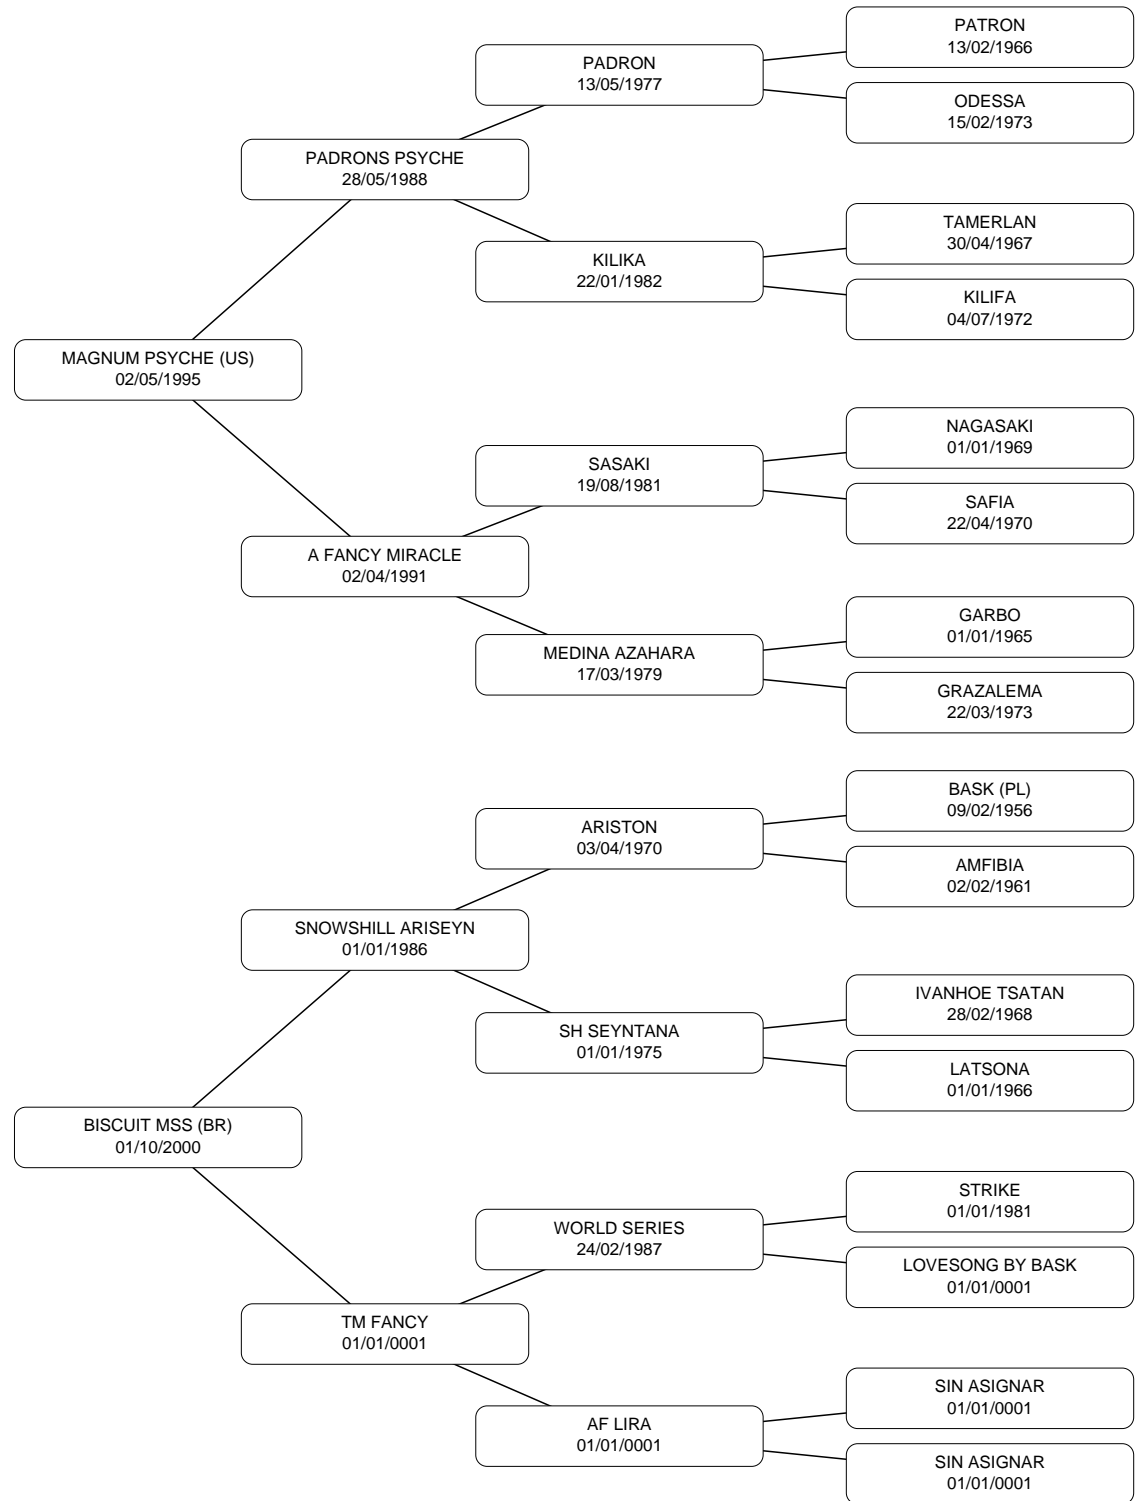 PATRON
13/02/1966
PADRON
13/05/1977
ODESSA
15/02/1973
PADRONS PSYCHE
28/05/1988
TAMERLAN
30/04/1967
KILIKA
22/01/1982
KILIFA
04/07/1972
MAGNUM PSYCHE (US)
02/05/1995
NAGASAKI
01/01/1969
SASAKI
19/08/1981
SAFIA
22/04/1970
A FANCY MIRACLE
02/04/1991
GARBO
01/01/1965
MEDINA AZAHARA
17/03/1979
GRAZALEMA
22/03/1973
BASK (PL)
09/02/1956
ARISTON
03/04/1970
AMFIBIA
02/02/1961
SNOWSHILL ARISEYN
01/01/1986
IVANHOE TSATAN
28/02/1968
SH SEYNTANA
01/01/1975
LATSONA
01/01/1966
BISCUIT MSS (BR)
01/10/2000
STRIKE
01/01/1981
WORLD SERIES
24/02/1987
LOVESONG BY BASK
01/01/0001
TM FANCY
01/01/0001
SIN ASIGNAR
01/01/0001
AF LIRA
01/01/0001
SIN ASIGNAR
01/01/0001